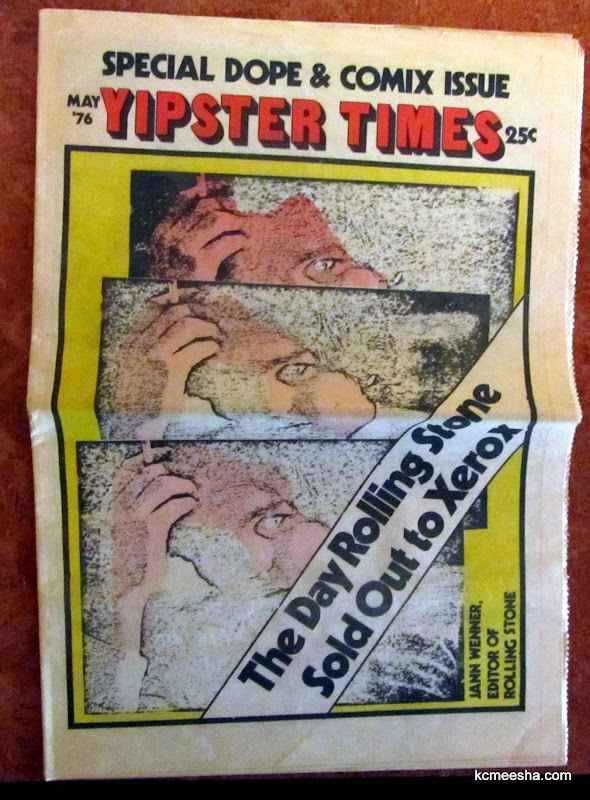 SPECIAL DOPE & COMIX ISSUE
MAY
'76
YIPSTER TIMES
25¢
The Day Rolling Stone
Sold Out to Xerox
JANN WENNER,
EDITOR OF
ROLLING STONE
kcmeesha.com